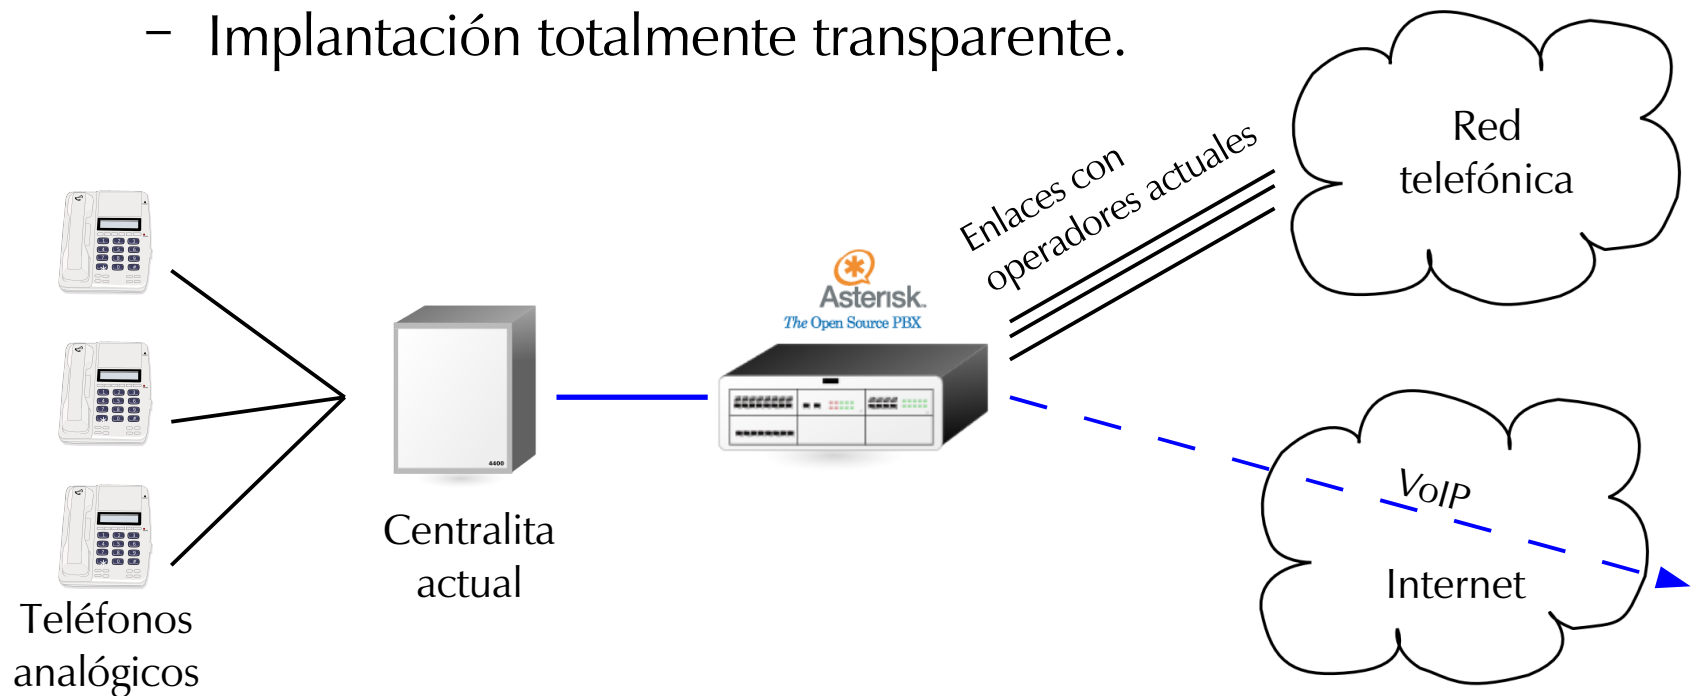 – Implantación totalmente transparente.
Red
telefónica
Enlaces con
operadores actuales
Asterisk
The Open Source PBX
4400
Centralita
actual
VoIP
Internet
Teléfonos
analógicos